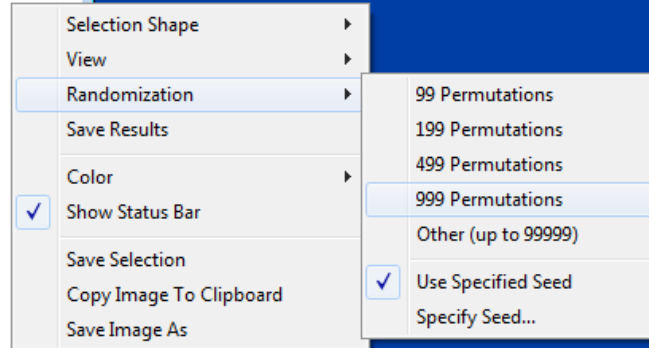 Selection Shape
View
Randomization
Save Results
Color
Show Status Bar
Save Selection
Copy Image To Clipboard
Save Image As
99 Permutations
199 Permutations
499 Permutations
999 Permutations
Other (up to 99999)
Use Specified Seed
Specify Seed...